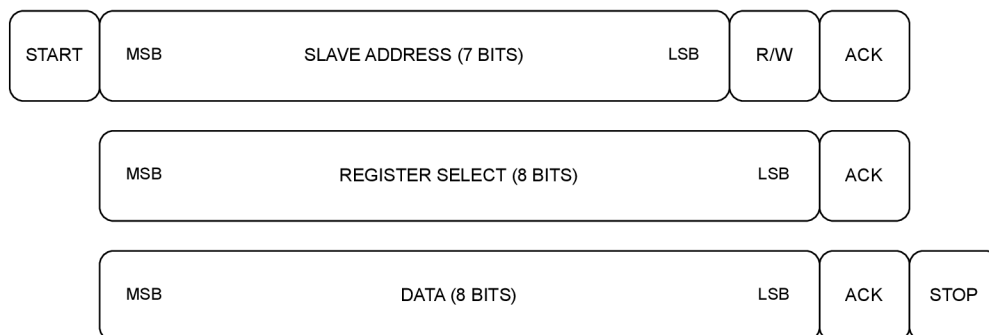 START MSB SLAVE ADDRESS (7 BITS) LSB R/W ACK
MSB REGISTER SELECT (8 BITS) LSB ACK
MSB DATA (8 BITS) LSB ACK STOP